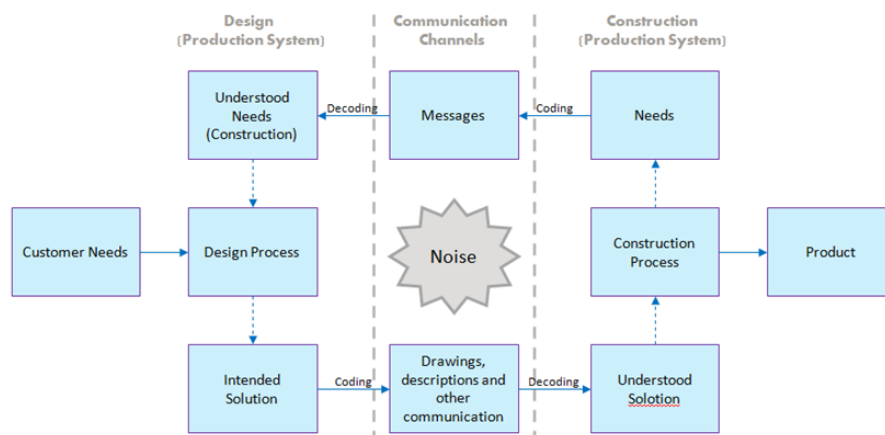 Design
(Production System)
Communication
Channels
Construction
(Production System)
Understood
Needs
(Construction)
Decoding
Messages
Coding
Needs
Customer Needs
Design Process
Noise
Construction
Process
Product
Intended
Solution
Coding
Drawings,
descriptions and
other
communication
Decoding
Understood
Solotion